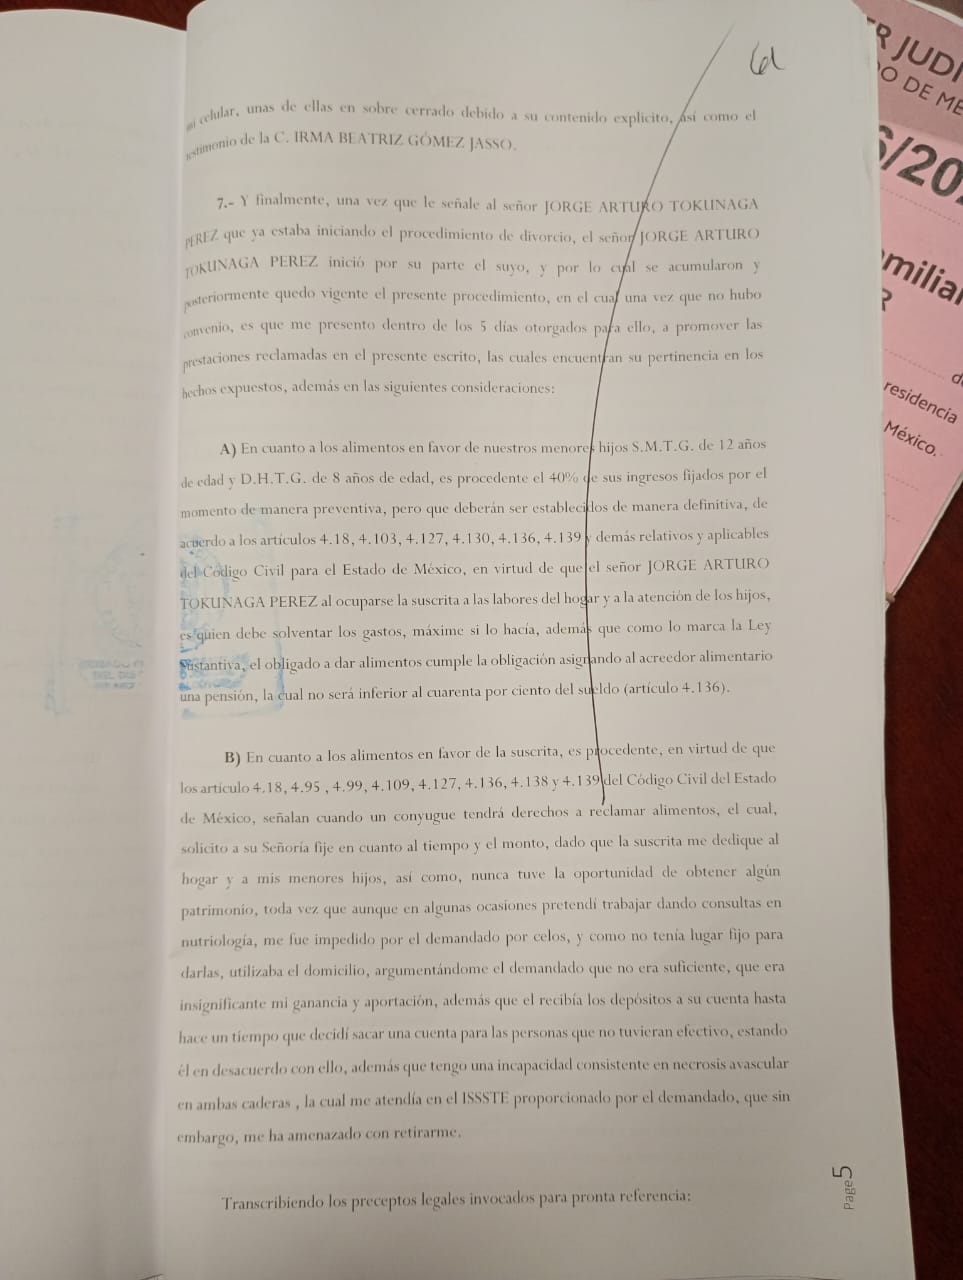 61
mi celular, unas de ellas en sobre cerrado debido a su contenido explicito, así como el
testimonio de la C. IRMA BEATRIZ GÓMEZ JASSO.
7.- Y finalmente, una vez que le señale al señor JORGE ARTURO TOKUNAGA
PEREZ que ya estaba iniciando el procedimiento de divorcio, el señor JORGE ARTURO
TOKUNAGA PEREZ inició por su parte el suyo, y por lo cual se acumularon y
posteriormente quedo vigente el presente procedimiento, en el cual una vez que no hubo
convenio, es que me presento dentro de los 5 días otorgados para ello, a promover las
prestaciones reclamadas en el presente escrito, las cuales encuentran su pertinencia en los
hechos expuestos, además en las siguientes consideraciones:
A) En cuanto a los alimentos en favor de nuestros menores hijos S.M.T.G. de 12 años
de edad y D.H.T.G. de 8 años de edad, es procedente el 40% de sus ingresos fijados por el
momento de manera preventiva, pero que deberán ser establecidos de manera definitiva, de
acuerdo a los artículos 4.18, 4.103, 4.127, 4.130, 4.136, 4.139 y demás relativos y aplicables
del Código Civil para el Estado de México, en virtud de que el señor JORGE ARTURO
TOKUNAGA PEREZ al ocuparse la suscrita a las labores del hogar y a la atención de los hijos,
es quien debe solventar los gastos, máxime si lo hacía, además que como lo marca la Ley
Sustantiva, el obligado a dar alimentos cumple la obligación asignando al acreedor alimentario
una pensión, la cual no será inferior al cuarenta por ciento del sueldo (artículo 4.136).
B) En cuanto a los alimentos en favor de la suscrita, es procedente, en virtud de que
los artículo 4.18, 4.95 , 4.99, 4.109, 4.127, 4.136, 4.138 y 4.139 del Código Civil del Estado
de México, señalan cuando un conyugue tendrá derechos a reclamar alimentos, el cual,
solicito a su Señoría fije en cuanto al tiempo y el monto, dado que la suscrita me dedique al
hogar y a mis menores hijos, así como, nunca tuve la oportunidad de obtener algún
patrimonio, toda vez que aunque en algunas ocasiones pretendí trabajar dando consultas en
nutriología, me fue impedido por el demandado por celos, y como no tenía lugar fijo para
darlas, utilizaba el domicilio, argumentándome el demandado que no era suficiente, que era
insignificante mi ganancia y aportación, además que el recibía los depósitos a su cuenta hasta
hace un tiempo que decidí sacar una cuenta para las personas que no tuvieran efectivo, estando
él en desacuerdo con ello, además que tengo una incapacidad consistente en necrosis avascular
en ambas caderas , la cual me atendía en el ISSSTE proporcionado por el demandado, que sin
embargo, me ha amenazado con retirarme.
Transcribiendo los preceptos legales invocados para pronta referencia:
Page 5
R JUDI
O DE MÉ
6/202
miliar
R
d
residencia
México.